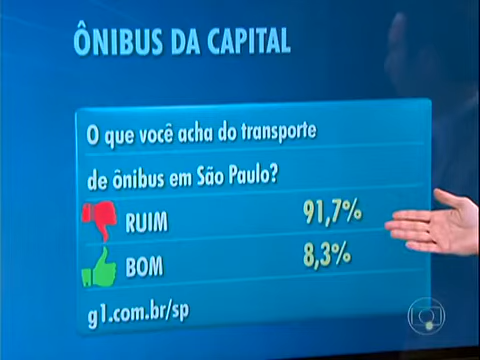 ÔNIBUS DA CAPITAL
O que você acha do transporte
de ônibus em São Paulo?
RUIM 91,7%
BOM 8,3%
g1.com.br/sp